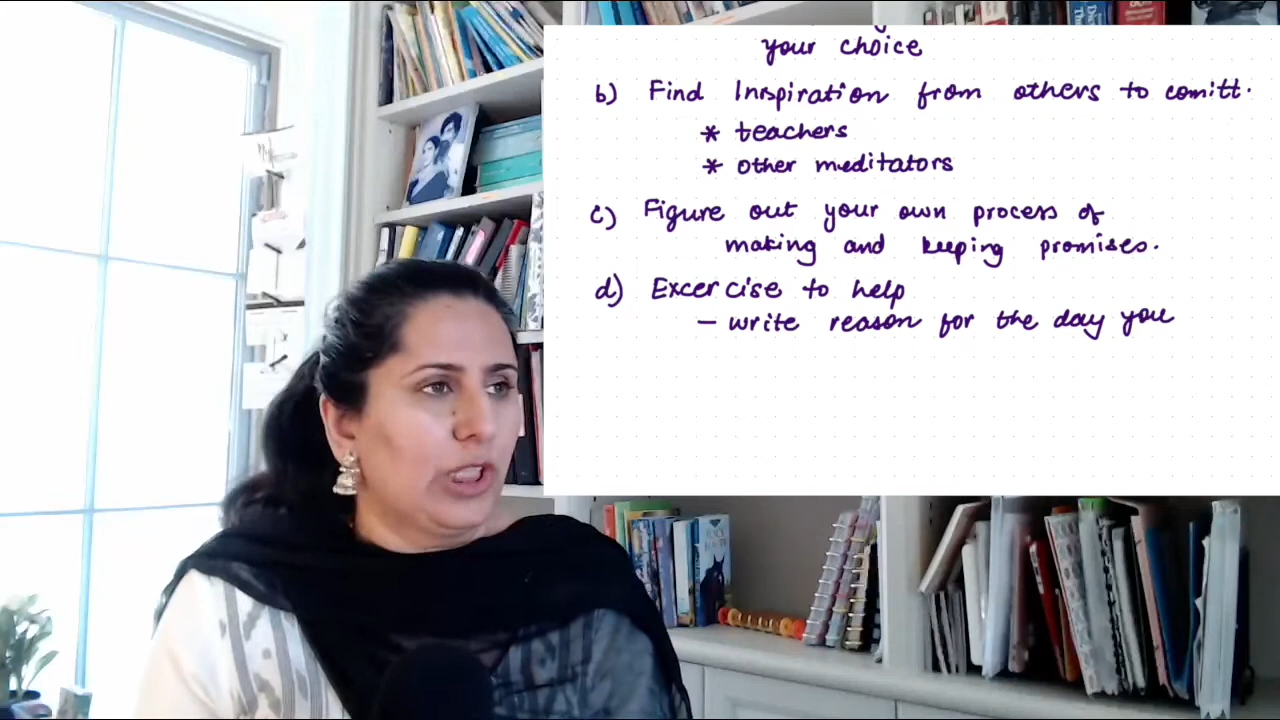 your choice
b) Find Inspiration from others to comitt.
* teachers
* other meditators
c) Figure out your own process of
making and keeping promises.
d) Excercise to help
- write reason for the day you